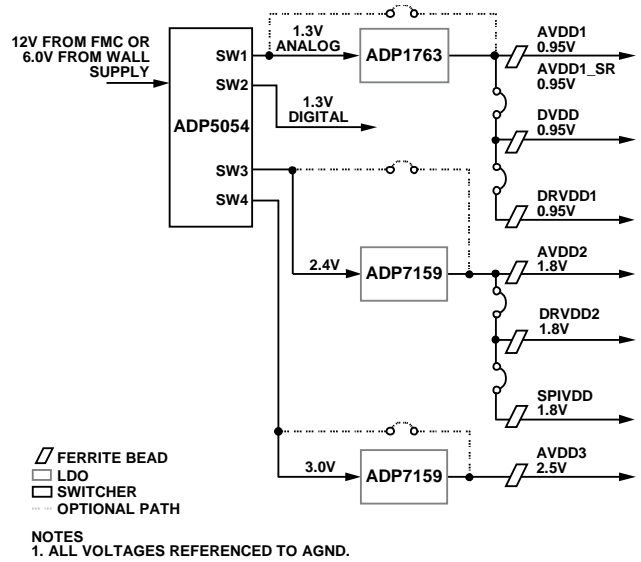 12V FROM FMC OR
6.0V FROM WALL
SUPPLY
ADP5054
SW1
SW2
SW3
SW4
1.3V
ANALOG
ADP1763
1.3V
DIGITAL
AVDD1
0.95V
AVDD1_SR
0.95V
DVDD
0.95V
DRVDD1
0.95V
2.4V
ADP7159
AVDD2
1.8V
DRVDD2
1.8V
SPIVDD
1.8V
3.0V
ADP7159
AVDD3
2.5V
FERRITE BEAD
LDO
SWITCHER
OPTIONAL PATH
NOTES
1. ALL VOLTAGES REFERENCED TO AGND.